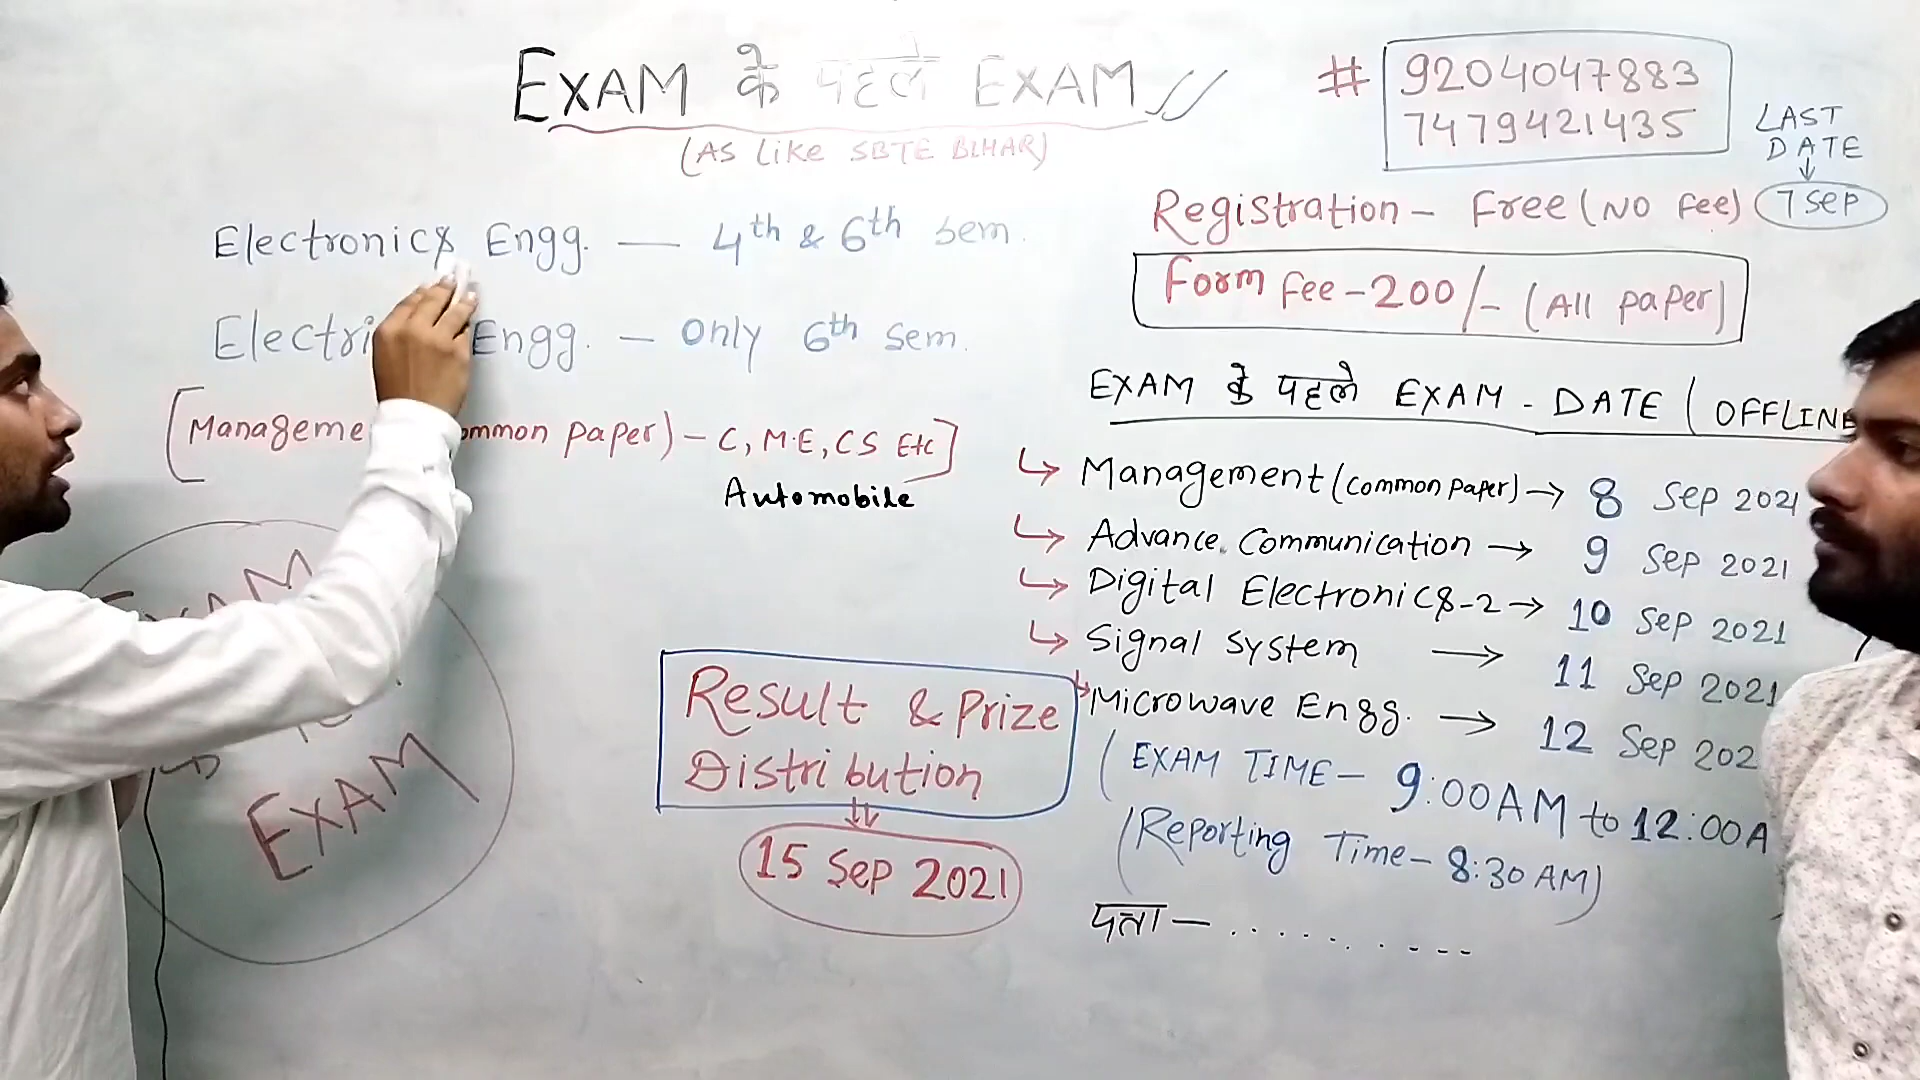 EXAM के पहले EXAM
(AS Like SBTE BIHAR)
# 9204047883
7479421435
LAST
DATE
7 Sep
Registration - Free (No Fee)
Form Fee - 200/- (All paper)
Electronics Engg. — 4th & 6th Sem.
Electri Engg. — Only 6th Sem.
[Manageme ommon paper) - C, M.E, CS Etc]
Automobile
EXAM के पहले EXAM - DATE (OFFLINE
Management (common paper) → 8 Sep 2021
Advance. Communication → 9 Sep 2021
Digital Electronics-2 → 10 Sep 2021
Signal System → 11 Sep 2021
Microwave Engg. → 12 Sep 202
(EXAM TIME - 9:00AM to 12:00A
(Reporting Time - 8:30 AM)
पता - ..........
Result & Prize
Distribution
15 Sep 2021
EXAM
EXAM